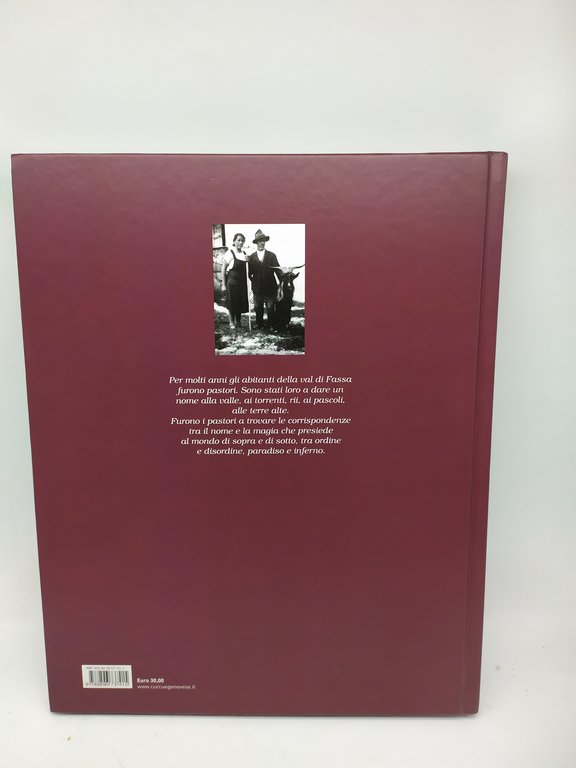 Per molti anni gli abitanti della val di Fassa
furono pastori. Sono stati loro a dare un
nome alla valle, ai torrenti, rii, ai pascoli,
alle terre alte.
Furono i pastori a trovare le corrispondenze
tra il nome e la magia che presiede
al mondo di sopra e di sotto, tra ordine
e disordine, paradiso e inferno.
Euro 30,00
www.curcuegenovese.it